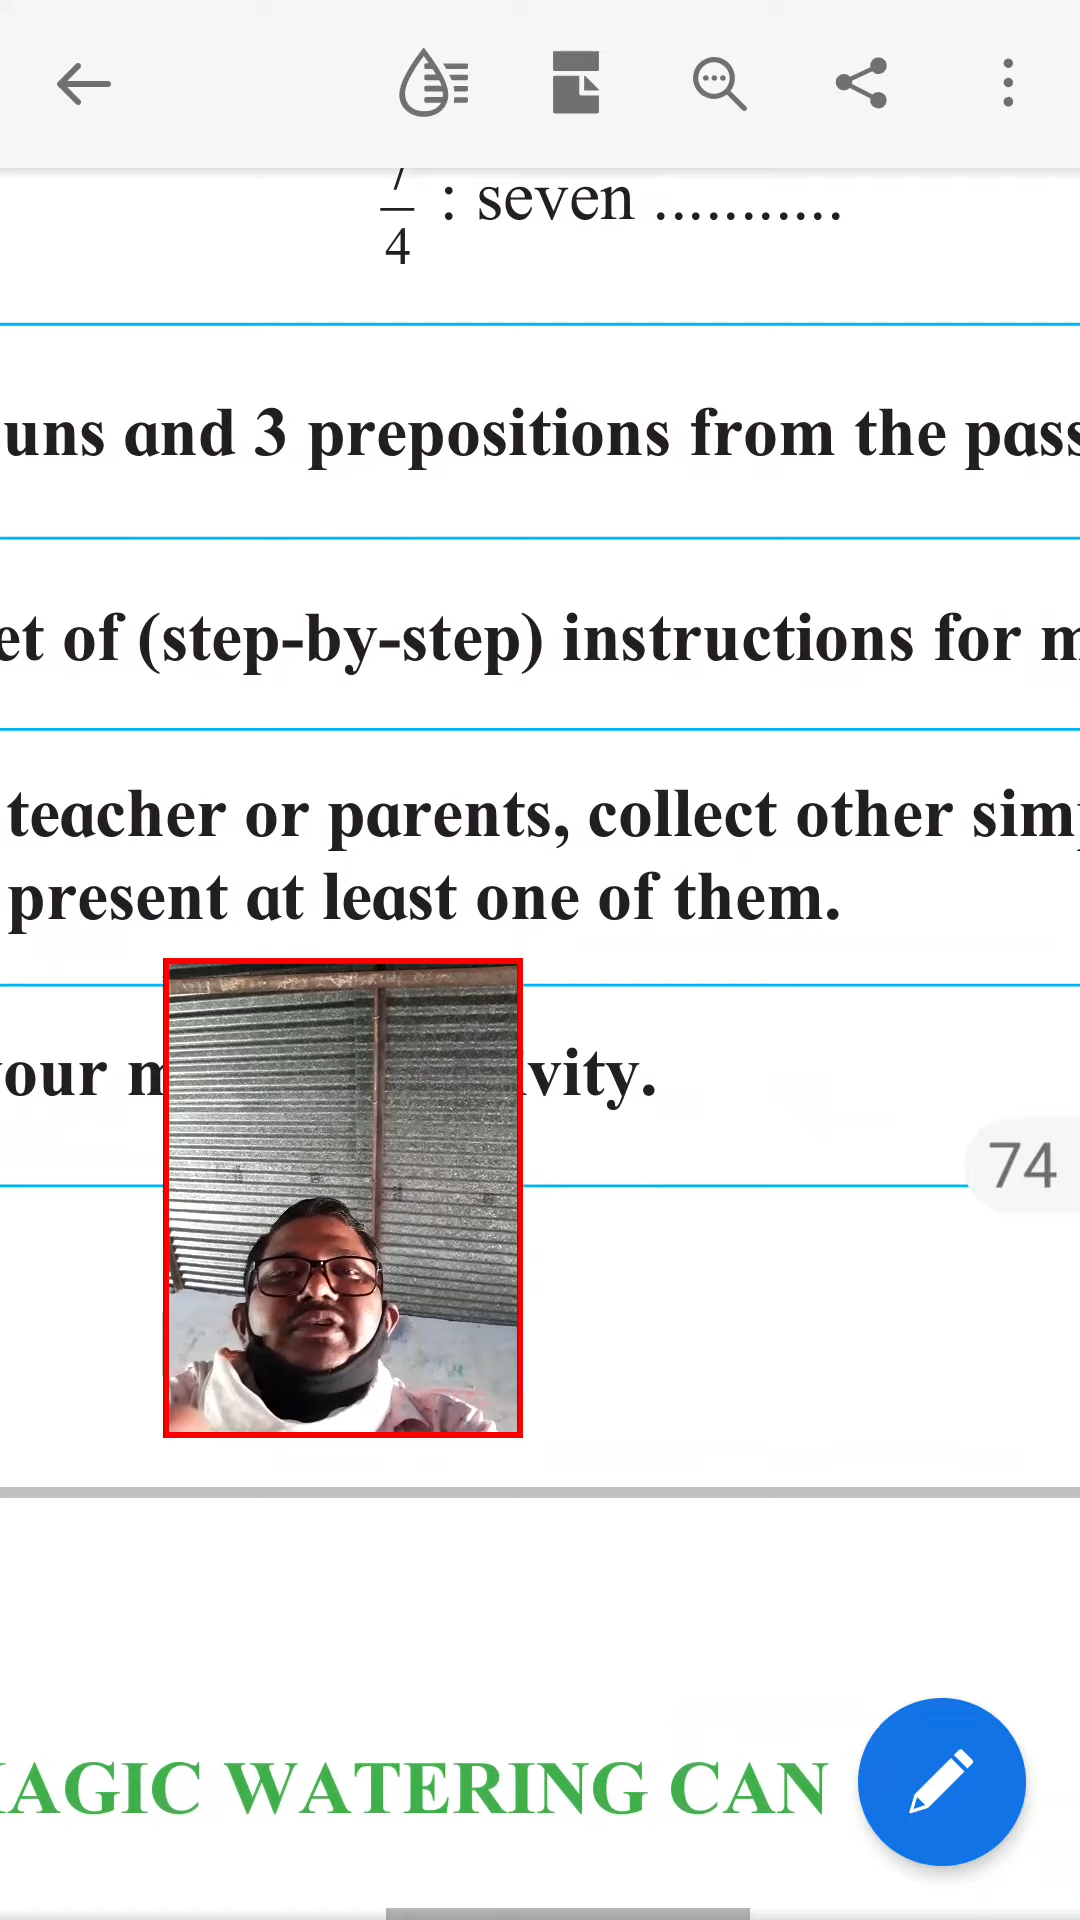 4 : seven ...........
uns and 3 prepositions from the pass
et of (step-by-step) instructions for m
teacher or parents, collect other sim
present at least one of them.
our m vity.
74
AGIC WATERING CAN